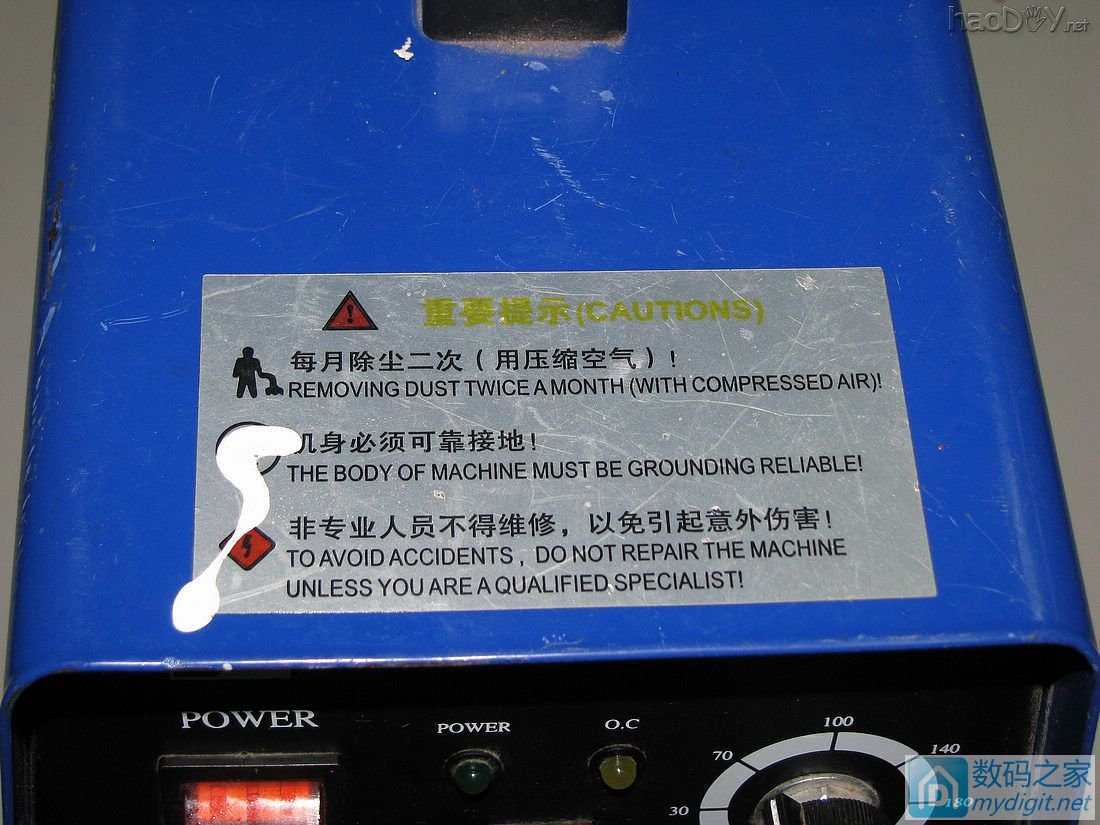 haoDIY.net
重要提示(CAUTIONS)
每月除尘二次（用压缩空气）！
REMOVING DUST TWICE A MONTH (WITH COMPRESSED AIR)!
机身必须可靠接地！
THE BODY OF MACHINE MUST BE GROUNDING RELIABLE!
非专业人员不得维修，以免引起意外伤害！
TO AVOID ACCIDENTS, DO NOT REPAIR THE MACHINE
UNLESS YOU ARE A QUALIFIED SPECIALIST!
POWER
POWER
O.C
30
70
100
140
180
数码之家
mydigit.net